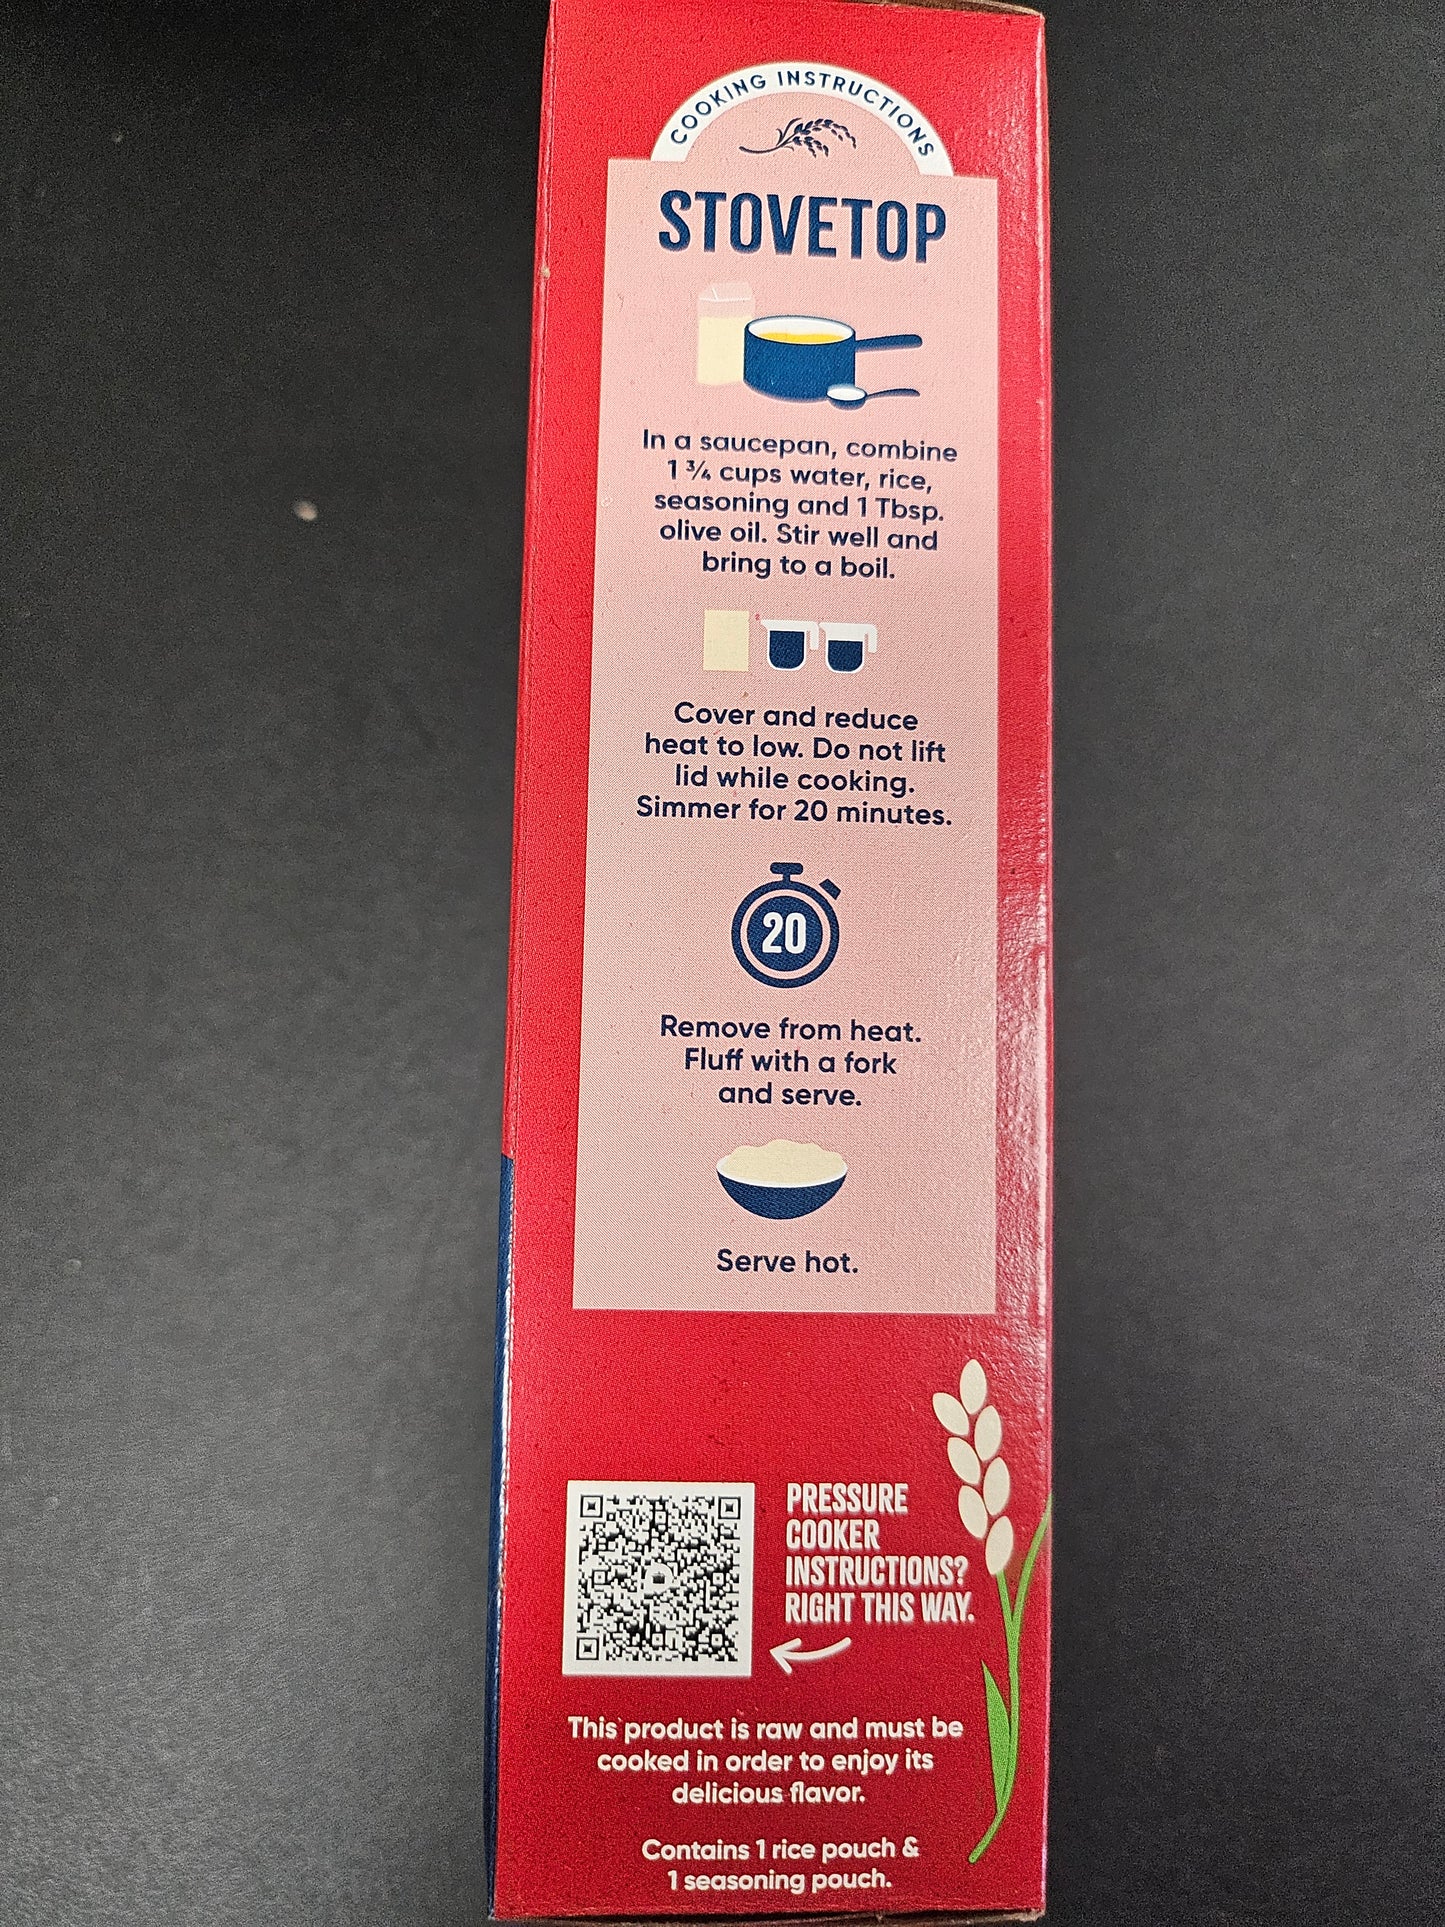 COOKING INSTRUCTIONS
STOVETOP
In a saucepan, combine
1 ¾ cups water, rice,
seasoning and 1 Tbsp.
olive oil. Stir well and
bring to a boil.
Cover and reduce
heat to low. Do not lift
lid while cooking.
Simmer for 20 minutes.
20
Remove from heat.
Fluff with a fork
and serve.
Serve hot.
PRESSURE
COOKER
INSTRUCTIONS?
RIGHT THIS WAY.
This product is raw and must be
cooked in order to enjoy its
delicious flavor.
Contains 1 rice pouch &
1 seasoning pouch.